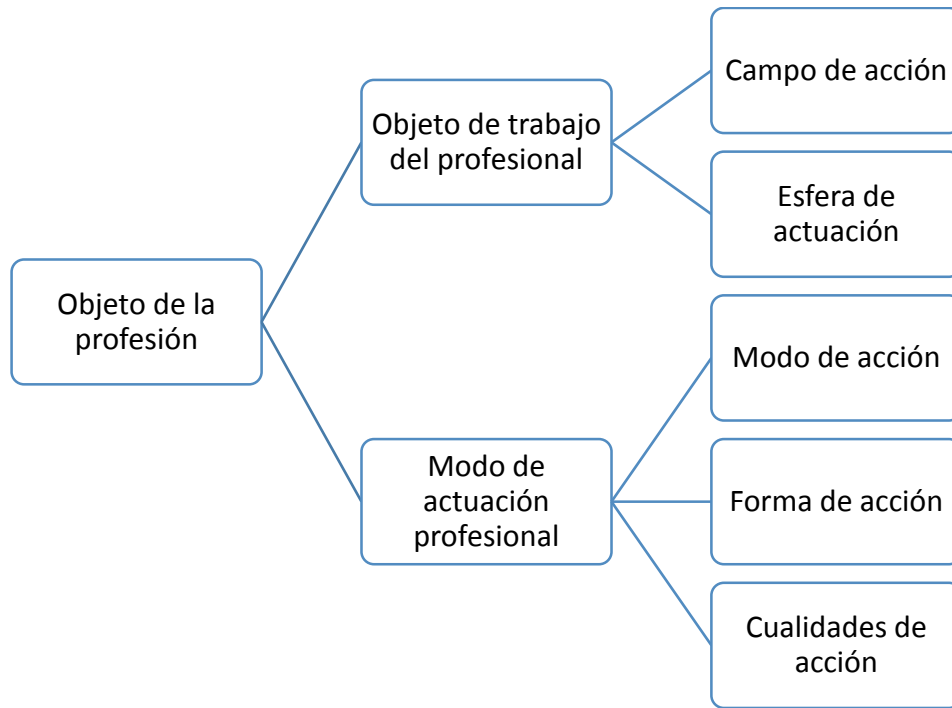 Objeto de la
profesión
Objeto de trabajo
del profesional
Campo de acción
Esfera de
actuación
Modo de
actuación
profesional
Modo de acción
Forma de acción
Cualidades de
acción